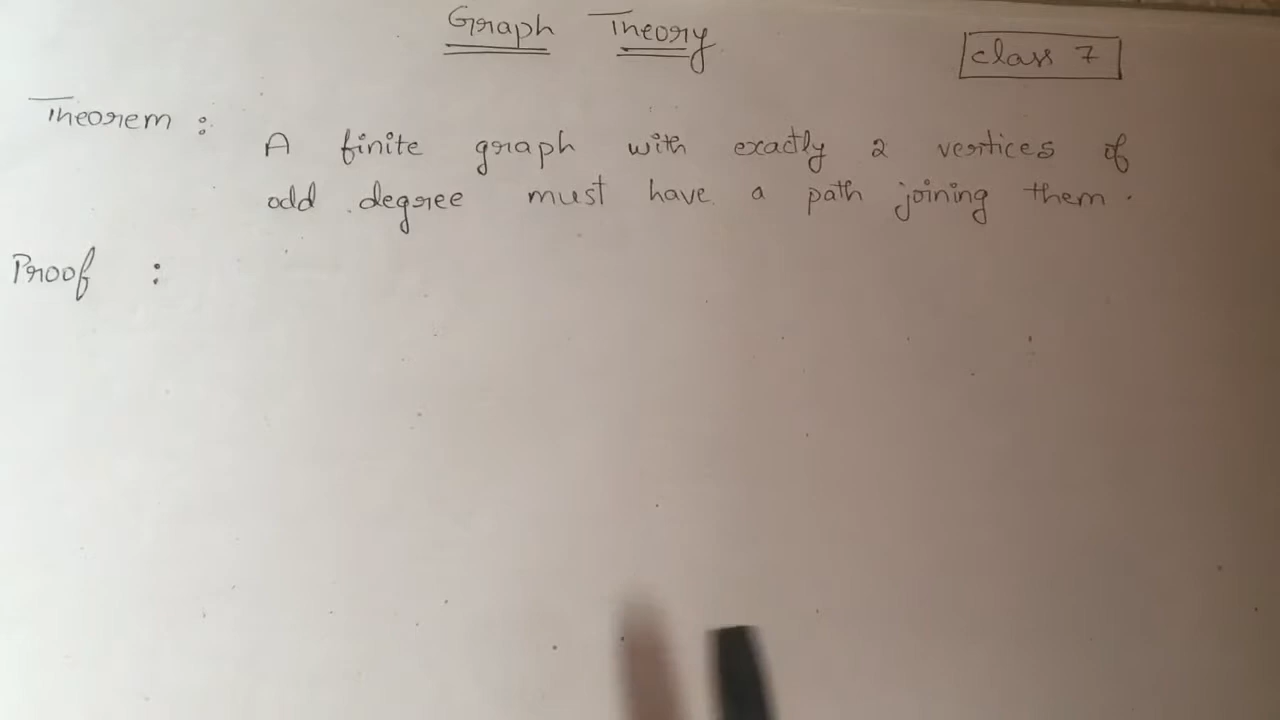 Graph Theory
class 7
Theorem :
A finite graph with exactly 2 vertices of
odd degree must have a path joining them.
Proof :